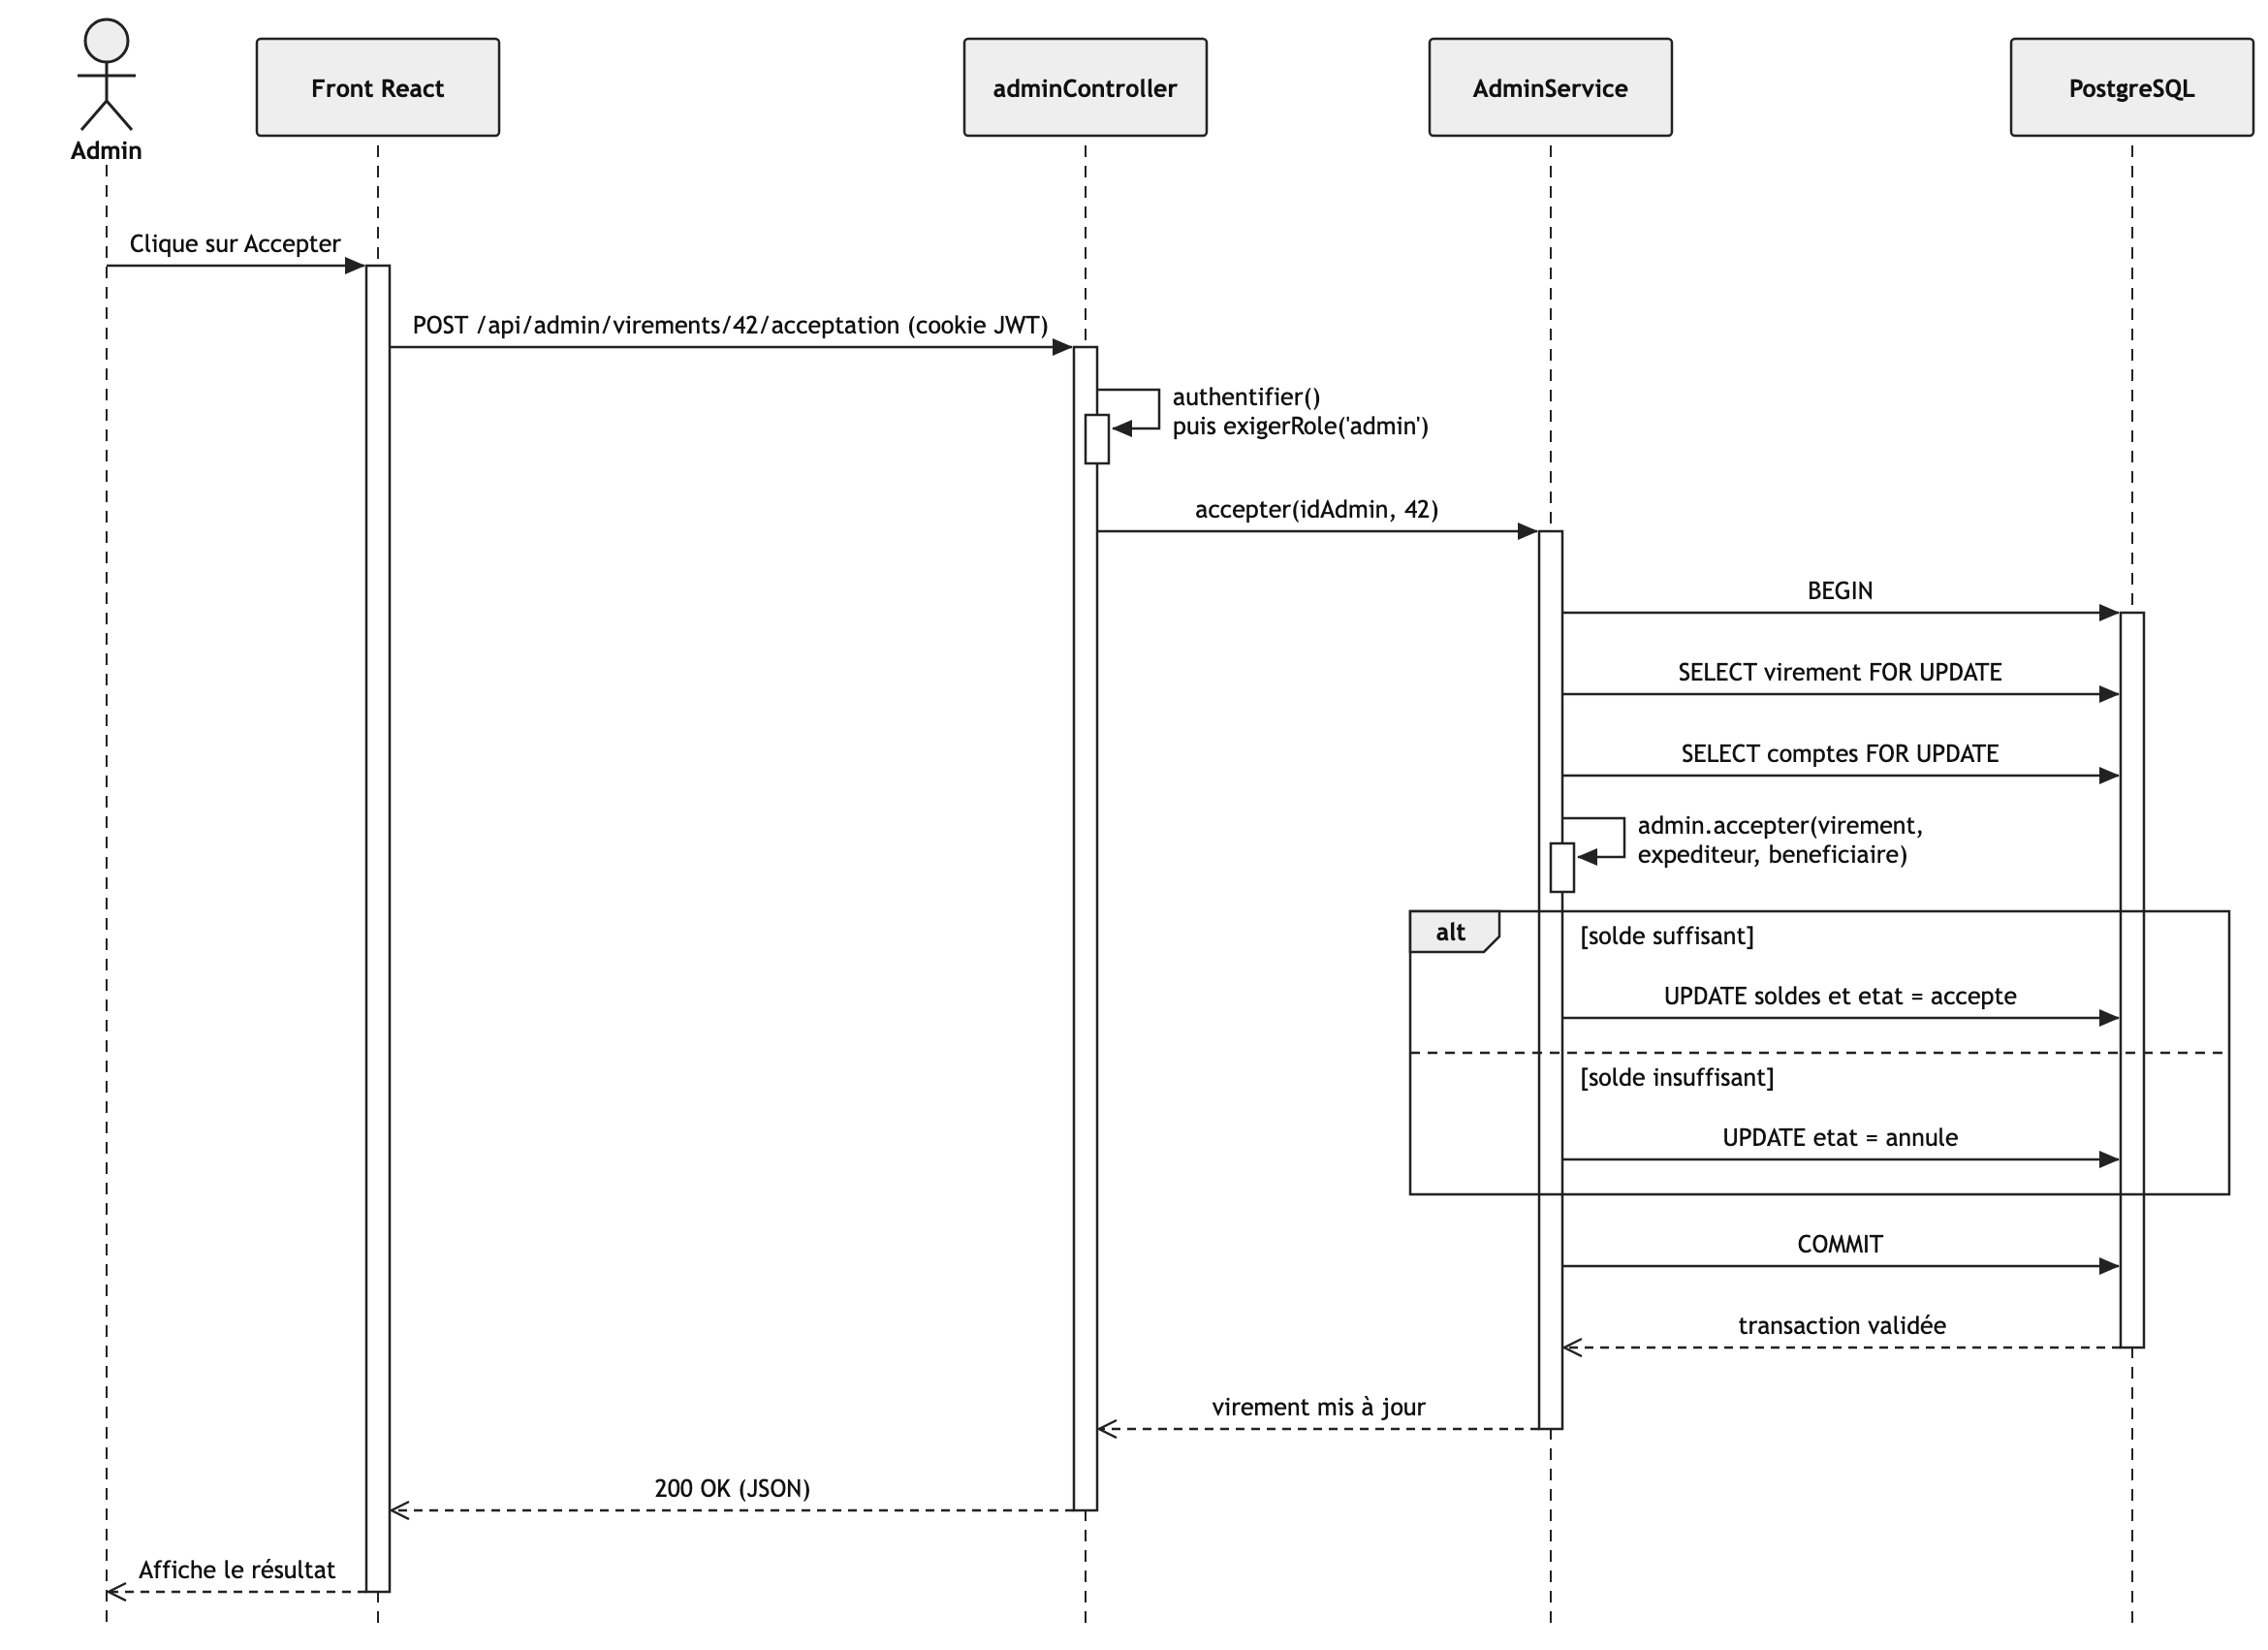 Admin
Front React
adminController
AdminService
PostgreSQL
Clique sur Accepter
POST /api/admin/virements/42/acceptation (cookie JWT)
authentifier()
puis exigerRole('admin')
accepter(idAdmin, 42)
BEGIN
SELECT virement FOR UPDATE
SELECT comptes FOR UPDATE
admin.accepter(virement,
expediteur, beneficiaire)
alt
[solde suffisant]
UPDATE soldes et etat = accepte
[solde insuffisant]
UPDATE etat = annule
COMMIT
transaction validée
virement mis à jour
200 OK (JSON)
Affiche le résultat